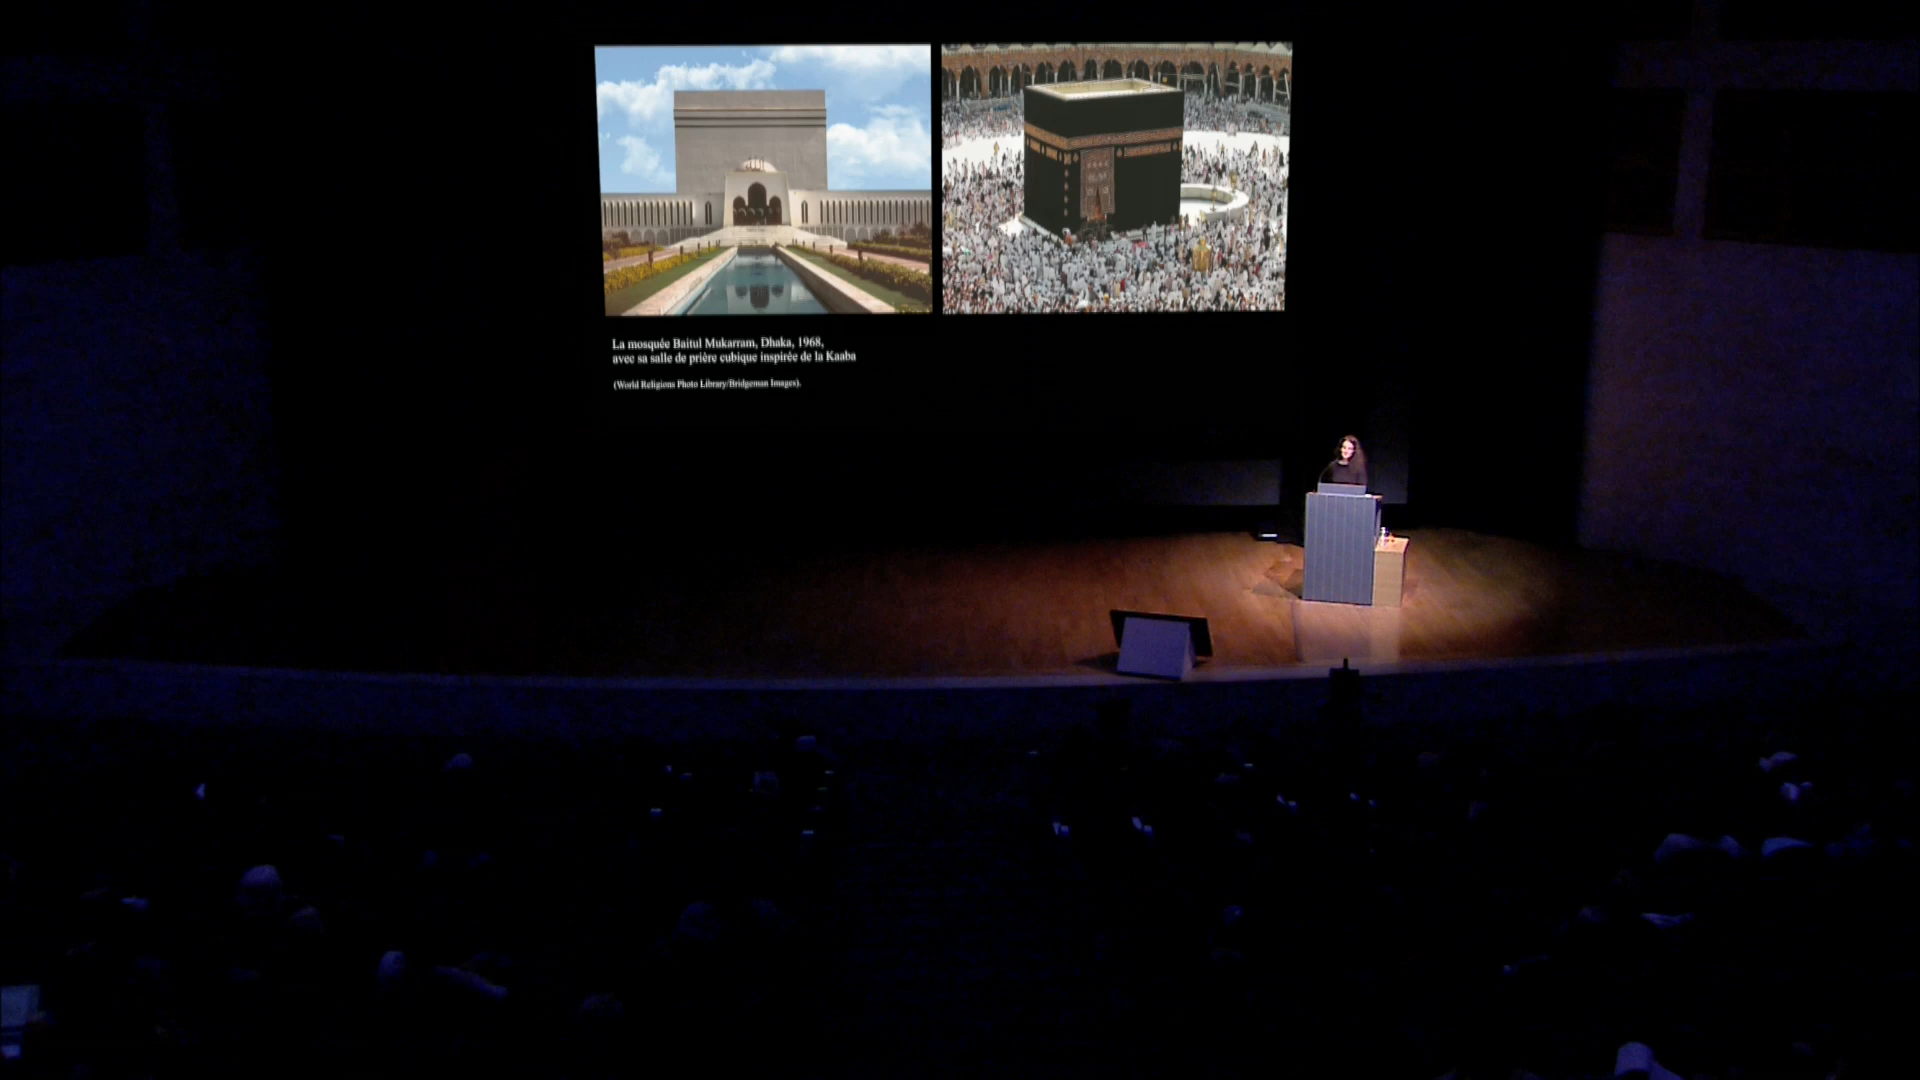 La mosquée Baitul Mukarram, Dhaka, 1968,
avec sa salle de prière cubique inspirée de la Kaaba
(World Religions Photo Library/Bridgeman Images).